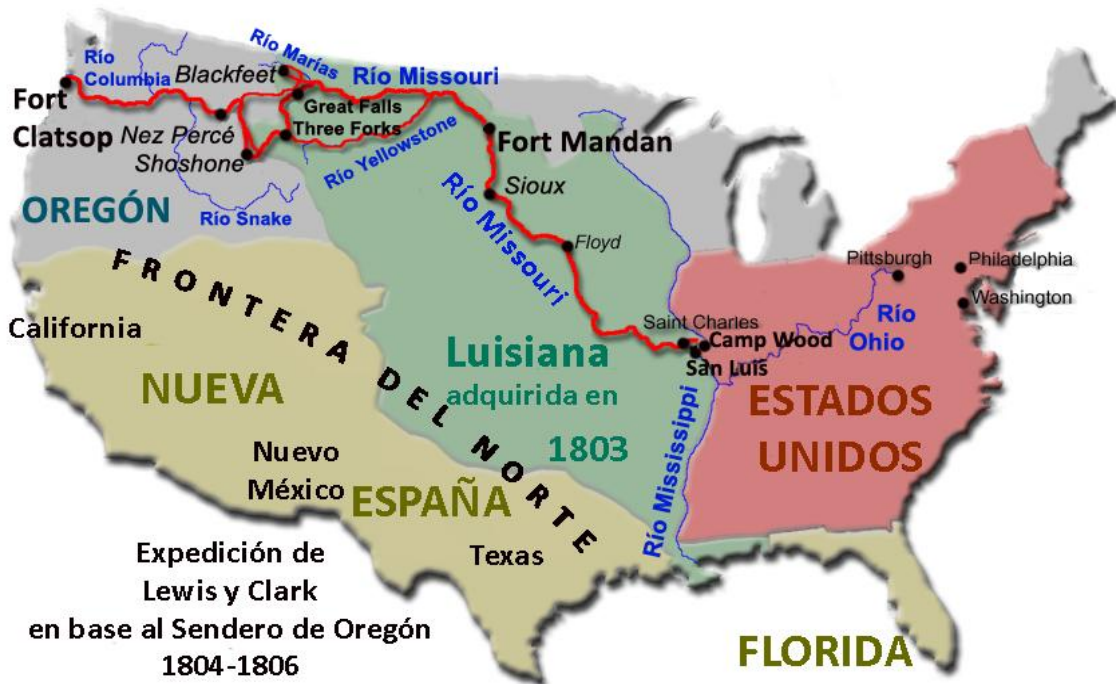 Río Marías
Río
Columbia
Blackfeet
Río Missouri
Fort
Clatsop
Great Falls
Nez Percé
Three Forks
Shoshone
Río Yellowstone
Fort Mandan
Sioux
OREGÓN
Río Snake
Río Missouri
Floyd
FRONTERA DEL NORTE
Pittsburgh
Philadelphia
Washington
Río
Ohio
California
Saint Charles
Camp Wood
San Luis
Luisiana
adquirida en
1803
NUEVA
ESPAÑA
ESTADOS
UNIDOS
Río Mississippi
Nuevo
México
Texas
Expedición de
Lewis y Clark
en base al Sendero de Oregón
1804-1806
FLORIDA